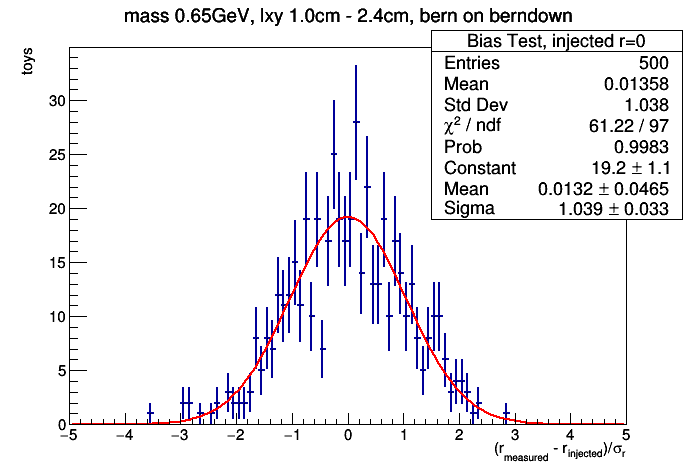 mass 0.65GeV, lxy 1.0cm - 2.4cm, bern on berndown
Bias Test, injected r=0
Entries 500
Mean 0.01358
Std Dev 1.038
χ² / ndf 61.22 / 97
Prob 0.9983
Constant 19.2 ± 1.1
Mean 0.0132 ± 0.0465
Sigma 1.039 ± 0.033
toys
30
25
20
15
10
5
0
−5 −4 −3 −2 −1 0 1 2 3 4 5
(r_measured - r_injected)/σ_r